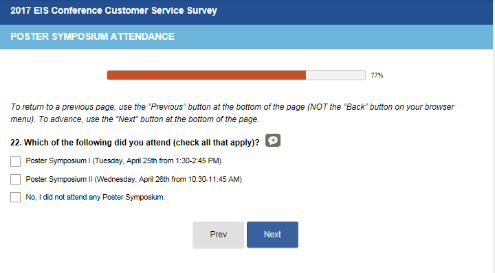 2017 EIS Conference Customer Service Survey
POSTER SYMPOSIUM ATTENDANCE
77%
To return to a previous page, use the "Previous" button at the bottom of the page (NOT the "Back" button on your browser
menu). To advance, use the "Next" button at the bottom of the page.
22. Which of the following did you attend (check all that apply)?
Poster Symposium I (Tuesday, April 25th from 1:30-2:45 PM)
Poster Symposium II (Wednesday, April 26th from 10:30-11:45 AM)
No, I did not attend any Poster Symposium.
Prev
Next